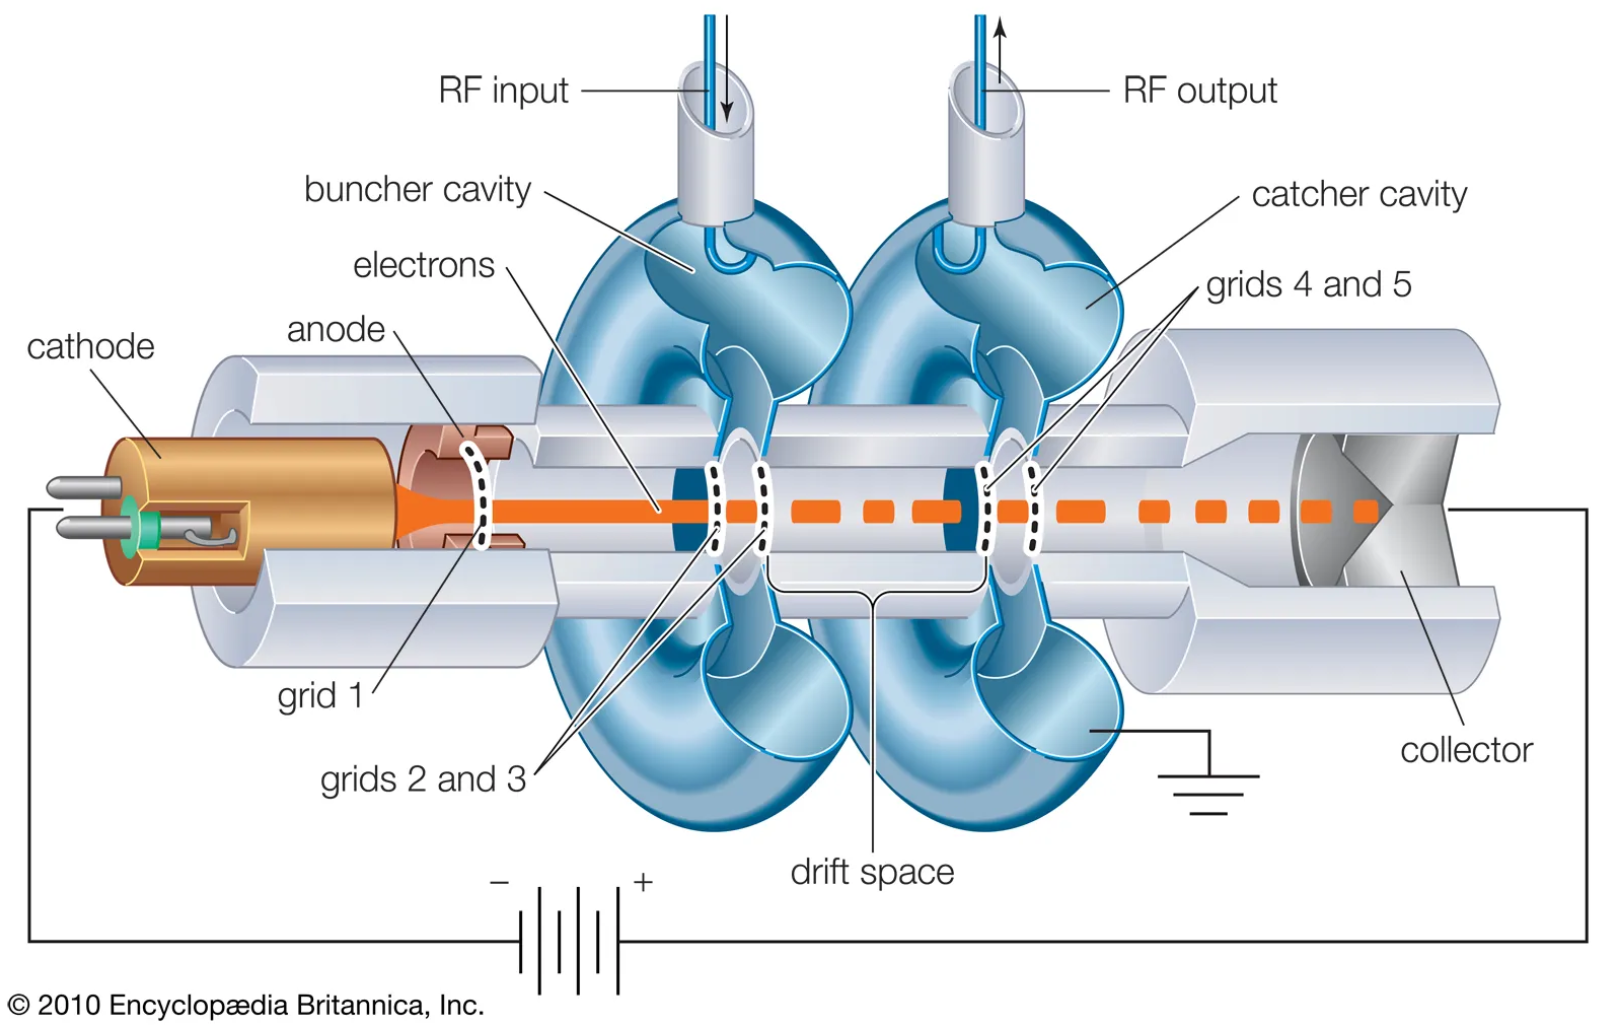 RF input
RF output
buncher cavity
catcher cavity
electrons
grids 4 and 5
anode
cathode
grid 1
collector
grids 2 and 3
drift space
− +
© 2010 Encyclopædia Britannica, Inc.